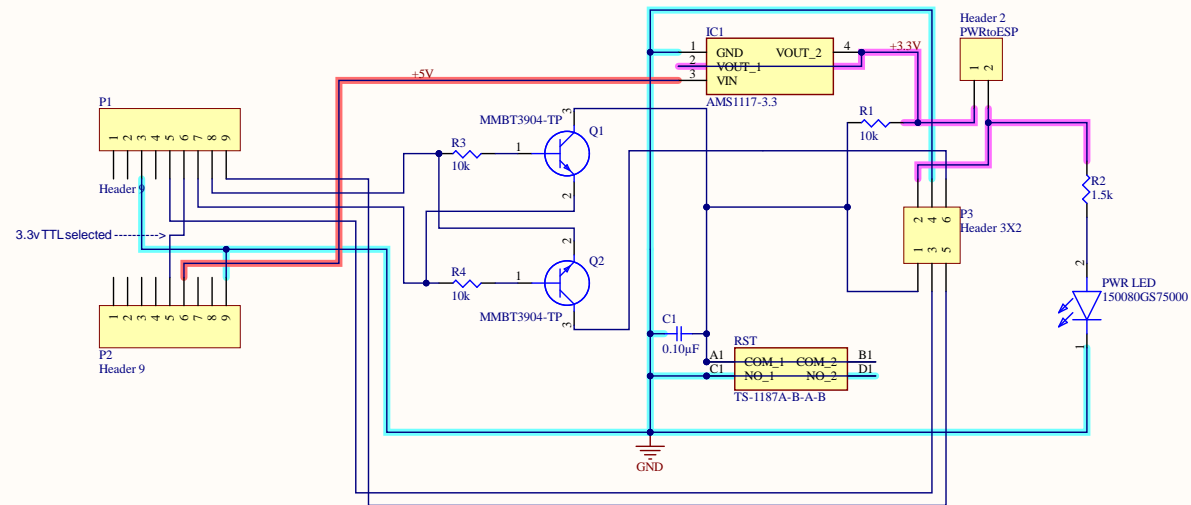 Header 2
PWRtoESP
1 2
IC1
1 GND VOUT_2 4
2 VOUT_1
3 VIN
AMS1117-3.3
+3.3V
+5V
P1
1 2 3 4 5 6 7 8 9
Header 9
MMBT3904-TP
3
Q1
1
2
R3
10k
R1
10k
R2
1.5k
3.3v TTL selected ---------->
2 4 6
1 3 5
P3
Header 3X2
2
Q2
1
3
R4
10k
MMBT3904-TP
1 2 3 4 5 6 7 8 9
P2
Header 9
2
PWR LED
150080GS75000
1
C1
0.10µF
RST
A1 COM_1 COM_2 B1
C1 NO_1 NO_2 D1
TS-1187A-B-A-B
GND